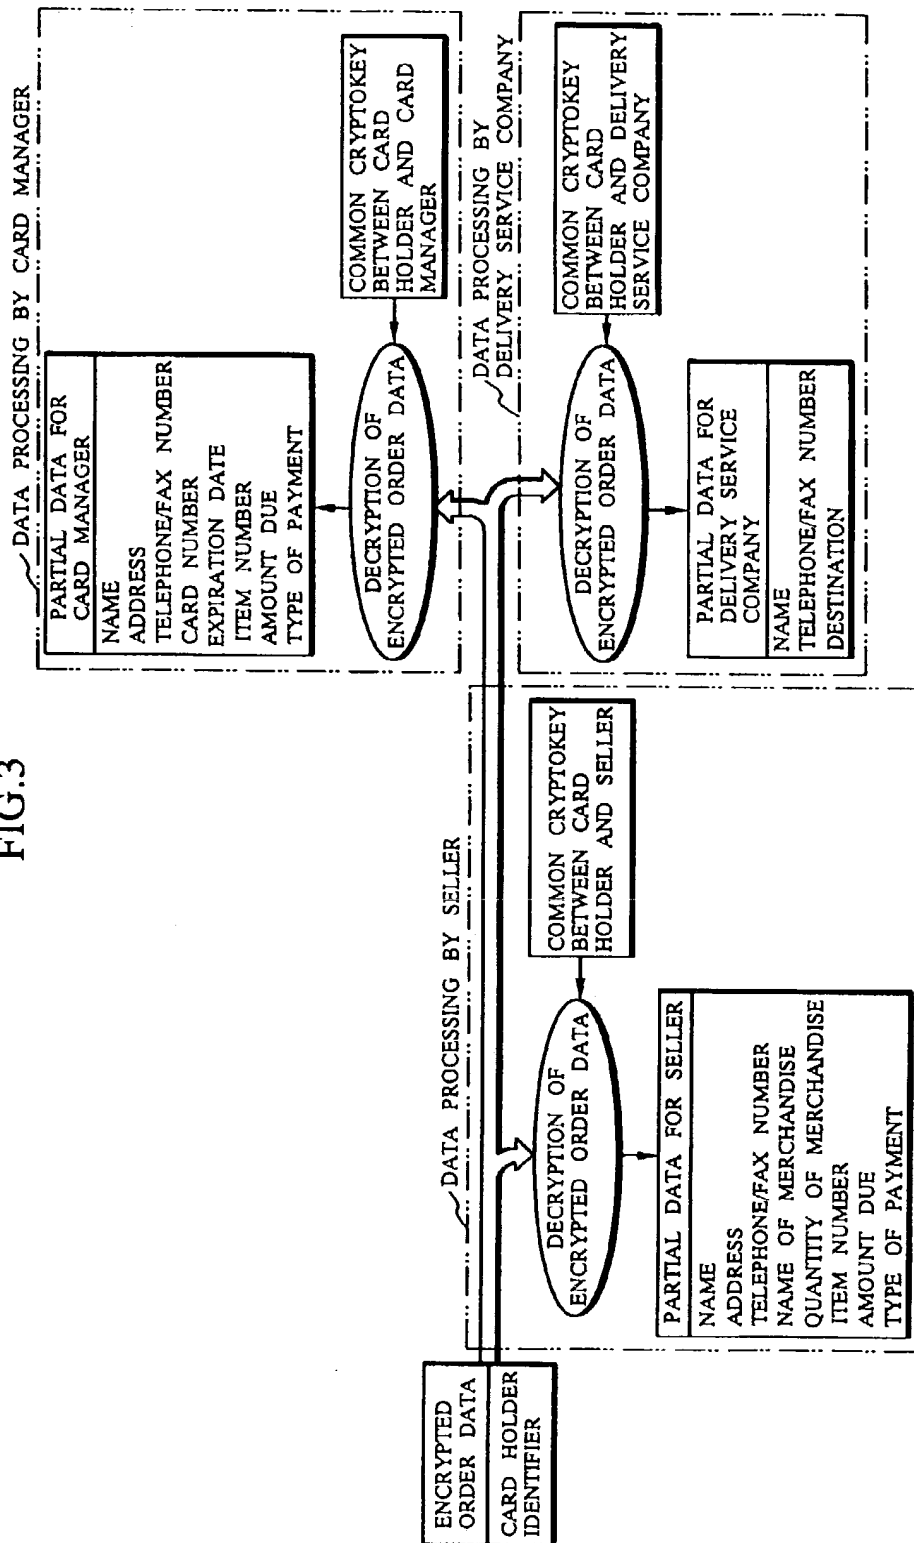 FIG.3
DATA PROCESSING BY CARD MANAGER
PARTIAL DATA FOR
CARD MANAGER
NAME
ADDRESS
TELEPHONE/FAX NUMBER
CARD NUMBER
EXPIRATION DATE
ITEM NUMBER
AMOUNT DUE
TYPE OF PAYMENT
DECRYPTION OF
ENCRYPTED ORDER DATA
COMMON CRYPTOKEY
BETWEEN CARD
HOLDER AND CARD
MANAGER
DATA PROCESSING BY SELLER
ENCRYPTED
ORDER DATA
CARD HOLDER
IDENTIFIER
DECRYPTION OF
ENCRYPTED ORDER DATA
COMMON CRYPTOKEY
BETWEEN CARD
HOLDER AND SELLER
PARTIAL DATA FOR SELLER
NAME
ADDRESS
TELEPHONE/FAX NUMBER
NAME OF MERCHANDISE
QUANTITY OF MERCHANDISE
ITEM NUMBER
AMOUNT DUE
TYPE OF PAYMENT
DATA PROCESSING BY
DELIVERY SERVICE COMPANY
DECRYPTION OF
ENCRYPTED ORDER DATA
COMMON CRYPTOKEY
BETWEEN CARD
HOLDER AND DELIVERY
SERVICE COMPANY
PARTIAL DATA FOR
DELIVERY SERVICE
COMPANY
NAME
TELEPHONE/FAX NUMBER
DESTINATION